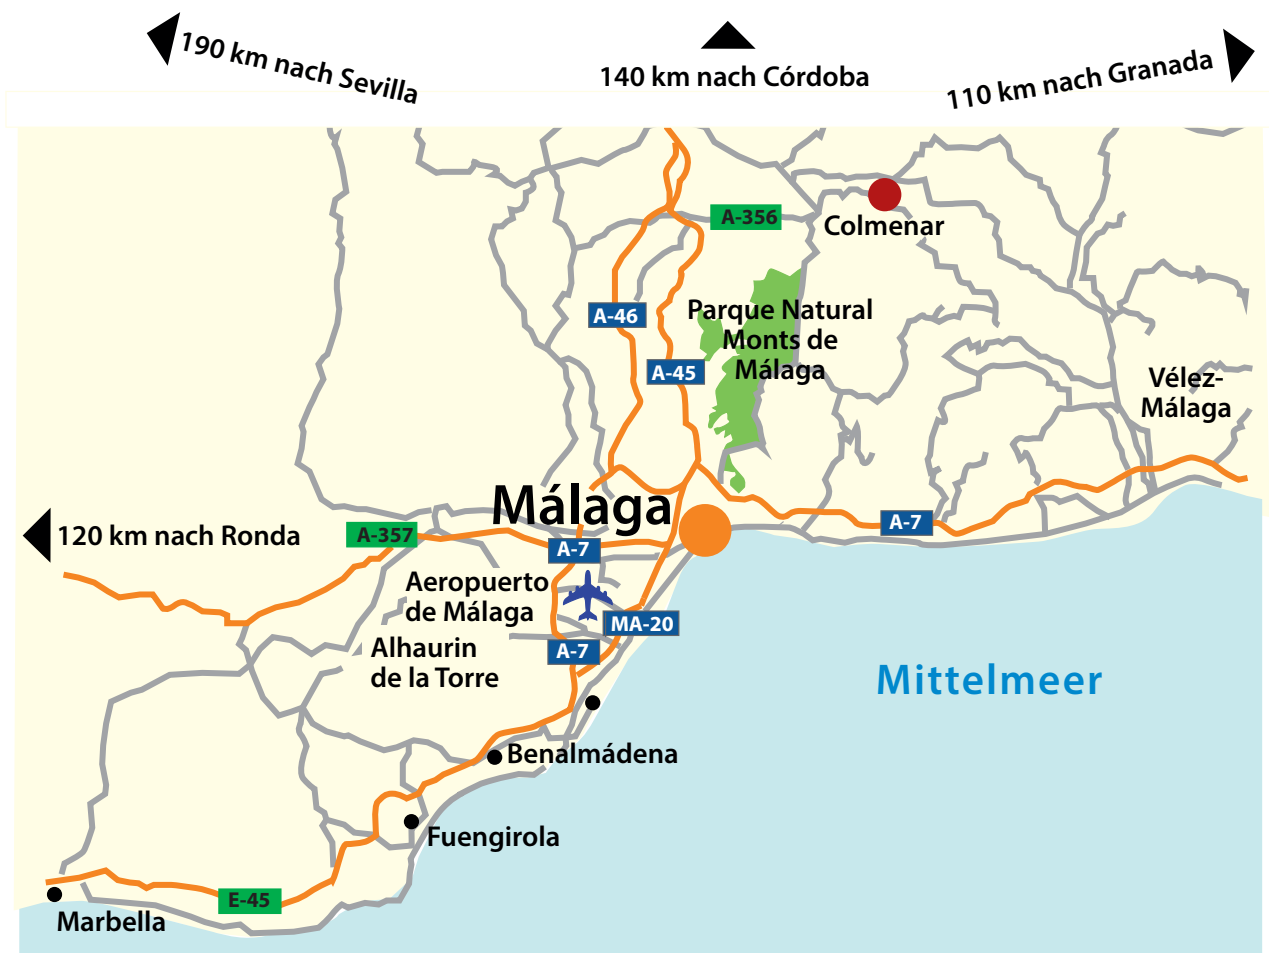 190 km nach Sevilla
140 km nach Córdoba
110 km nach Granada
A-356
Colmenar
A-46
Parque Natural
Monts de
Málaga
A-45
Vélez-
Málaga
Málaga
A-7
120 km nach Ronda
A-357
A-7
Aeropuerto
de Málaga
MA-20
Alhaurin
de la Torre
A-7
Mittelmeer
Benalmádena
Fuengirola
E-45
Marbella